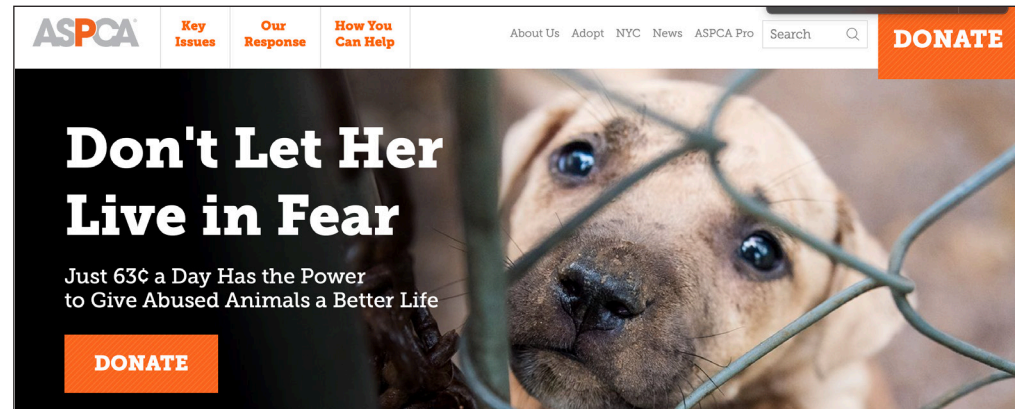 ASPCA
Key
Issues
Our
Response
How You
Can Help
About Us Adopt NYC News ASPCA Pro Search
DONATE
Don't Let Her
Live in Fear
Just 63¢ a Day Has the Power
to Give Abused Animals a Better Life
DONATE